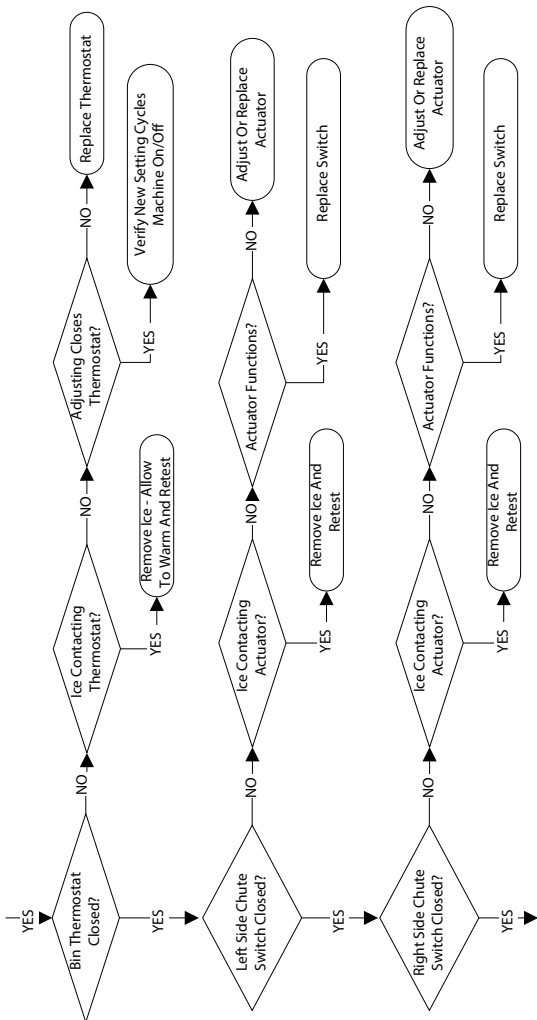 YES
Bin Thermostat
Closed?
NO
Ice Contacting
Thermostat?
NO
Adjusting Closes
Thermostat?
NO
Replace Thermostat
YES
Remove Ice - Allow
To Warm And Retest
YES
Verify New Setting Cycles
Machine On/Off
YES
Left Side Chute
Switch Closed?
NO
Ice Contacting
Actuator?
NO
Actuator Functions?
NO
Adjust Or Replace
Actuator
YES
Remove Ice And
Retest
YES
Replace Switch
YES
Right Side Chute
Switch Closed?
NO
Ice Contacting
Actuator?
NO
Actuator Functions?
NO
Adjust Or Replace
Actuator
YES
Remove Ice And
Retest
YES
Replace Switch
YES